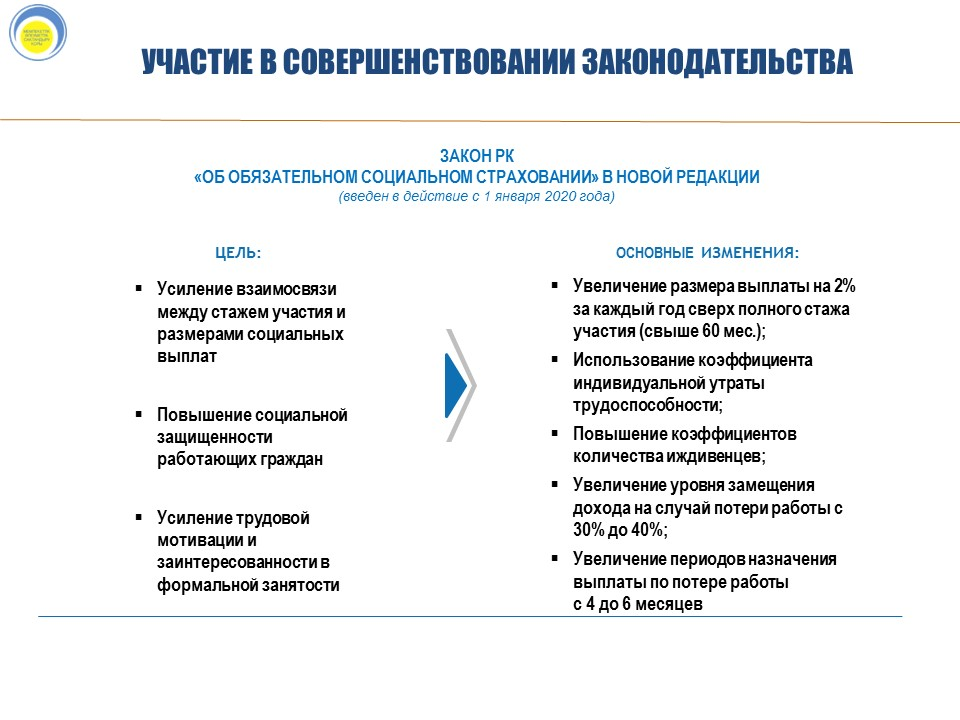 УЧАСТИЕ В СОВЕРШЕНСТВОВАНИИ ЗАКОНОДАТЕЛЬСТВА
ЗАКОН РК
«ОБ ОБЯЗАТЕЛЬНОМ СОЦИАЛЬНОМ СТРАХОВАНИИ» В НОВОЙ РЕДАКЦИИ
(введен в действие с 1 января 2020 года)
ЦЕЛЬ:
▪ Усиление взаимосвязи
между стажем участия и
размерами социальных
выплат
▪ Повышение социальной
защищенности
работающих граждан
▪ Усиление трудовой
мотивации и
заинтересованности в
формальной занятости
ОСНОВНЫЕ ИЗМЕНЕНИЯ:
▪ Увеличение размера выплаты на 2%
за каждый год сверх полного стажа
участия (свыше 60 мес.);
▪ Использование коэффициента
индивидуальной утраты
трудоспособности;
▪ Повышение коэффициентов
количества иждивенцев;
▪ Увеличение уровня замещения
дохода на случай потери работы с
30% до 40%;
▪ Увеличение периодов назначения
выплаты по потере работы
с 4 до 6 месяцев